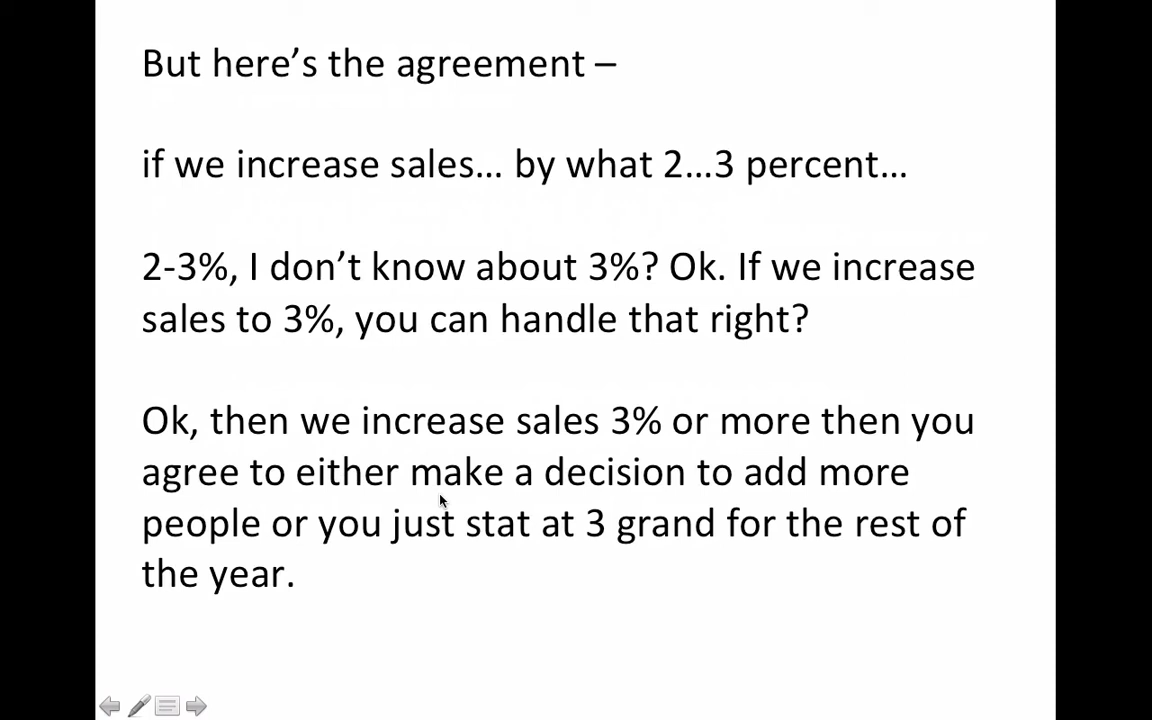 But here’s the agreement –
if we increase sales… by what 2…3 percent…
2-3%, I don’t know about 3%? Ok. If we increase
sales to 3%, you can handle that right?
Ok, then we increase sales 3% or more then you
agree to either make a decision to add more
people or you just stat at 3 grand for the rest of
the year.